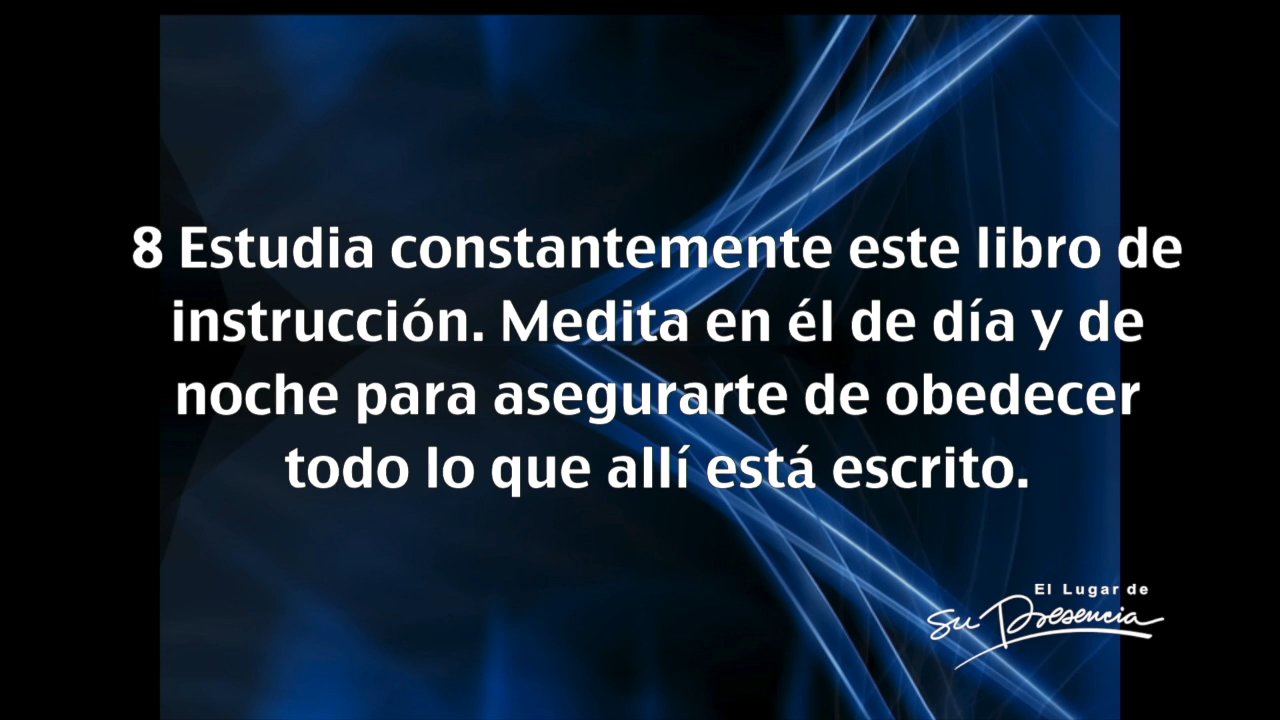 8 Estudia constantemente este libro de
instrucción. Medita en él de día y de
noche para asegurarte de obedecer
todo lo que allí está escrito.
El Lugar de
Su Presencia